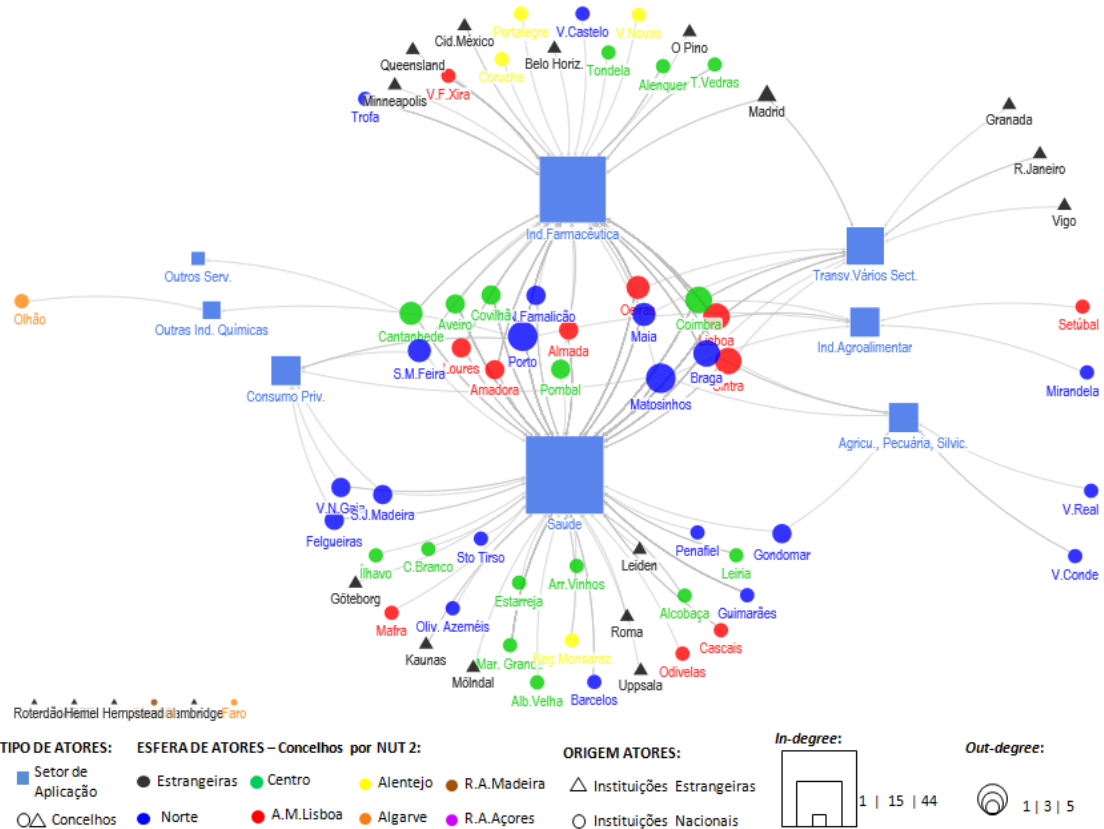 Portalegre
V.Castelo
V.Novas
Cid.México
O Pino
Queensland
Coruche
Belo Horiz.
Tondela
Alenquer
T.Vedras
V.F.Xira
Minneapolis
Trofa
Madrid
Granada
R.Janeiro
Vigo
Ind.Farmacêutica
Outros Serv.
Transv.Vários Sect.
Olhão
Outras Ind. Químicas
Cantanhede
Aveiro
Covilhã
Famalicão
Oeiras
Coimbra
Setúbal
Almada
Maia
Lisboa
Ind.Agroalimentar
Porto
S.M.Feira
Loures
Amadora
Pombal
Braga
Sintra
Mirandela
Consumo Priv.
Matosinhos
Agricu., Pecuária, Silvic.
V.Real
V.N.Gaia
S.J.Madeira
Saúde
Felgueiras
Sto Tirso
Penafiel
Gondomar
V.Conde
Ílhavo
C.Branco
Leiden
Leiria
Göteborg
Estarreja
Arr.Vinhos
Alcobaça
Guimarães
Mafra
Oliv. Azeméis
Roma
Cascais
Kaunas
Mar. Grande
Reg.Monsaraz
Odivelas
Mölndal
Alb.Velha
Barcelos
Uppsala
Roterdão
Hemel Hempstead
Cambridge
Faro
TIPO DE ATORES:
Setor de
Aplicação
Concelhos
ESFERA DE ATORES – Concelhos por NUT 2:
Estrangeiras
Centro
Alentejo
R.A.Madeira
Norte
A.M.Lisboa
Algarve
R.A.Açores
ORIGEM ATORES:
Instituições Estrangeiras
Instituições Nacionais
In-degree:
1 | 15 | 44
Out-degree:
1 | 3 | 5